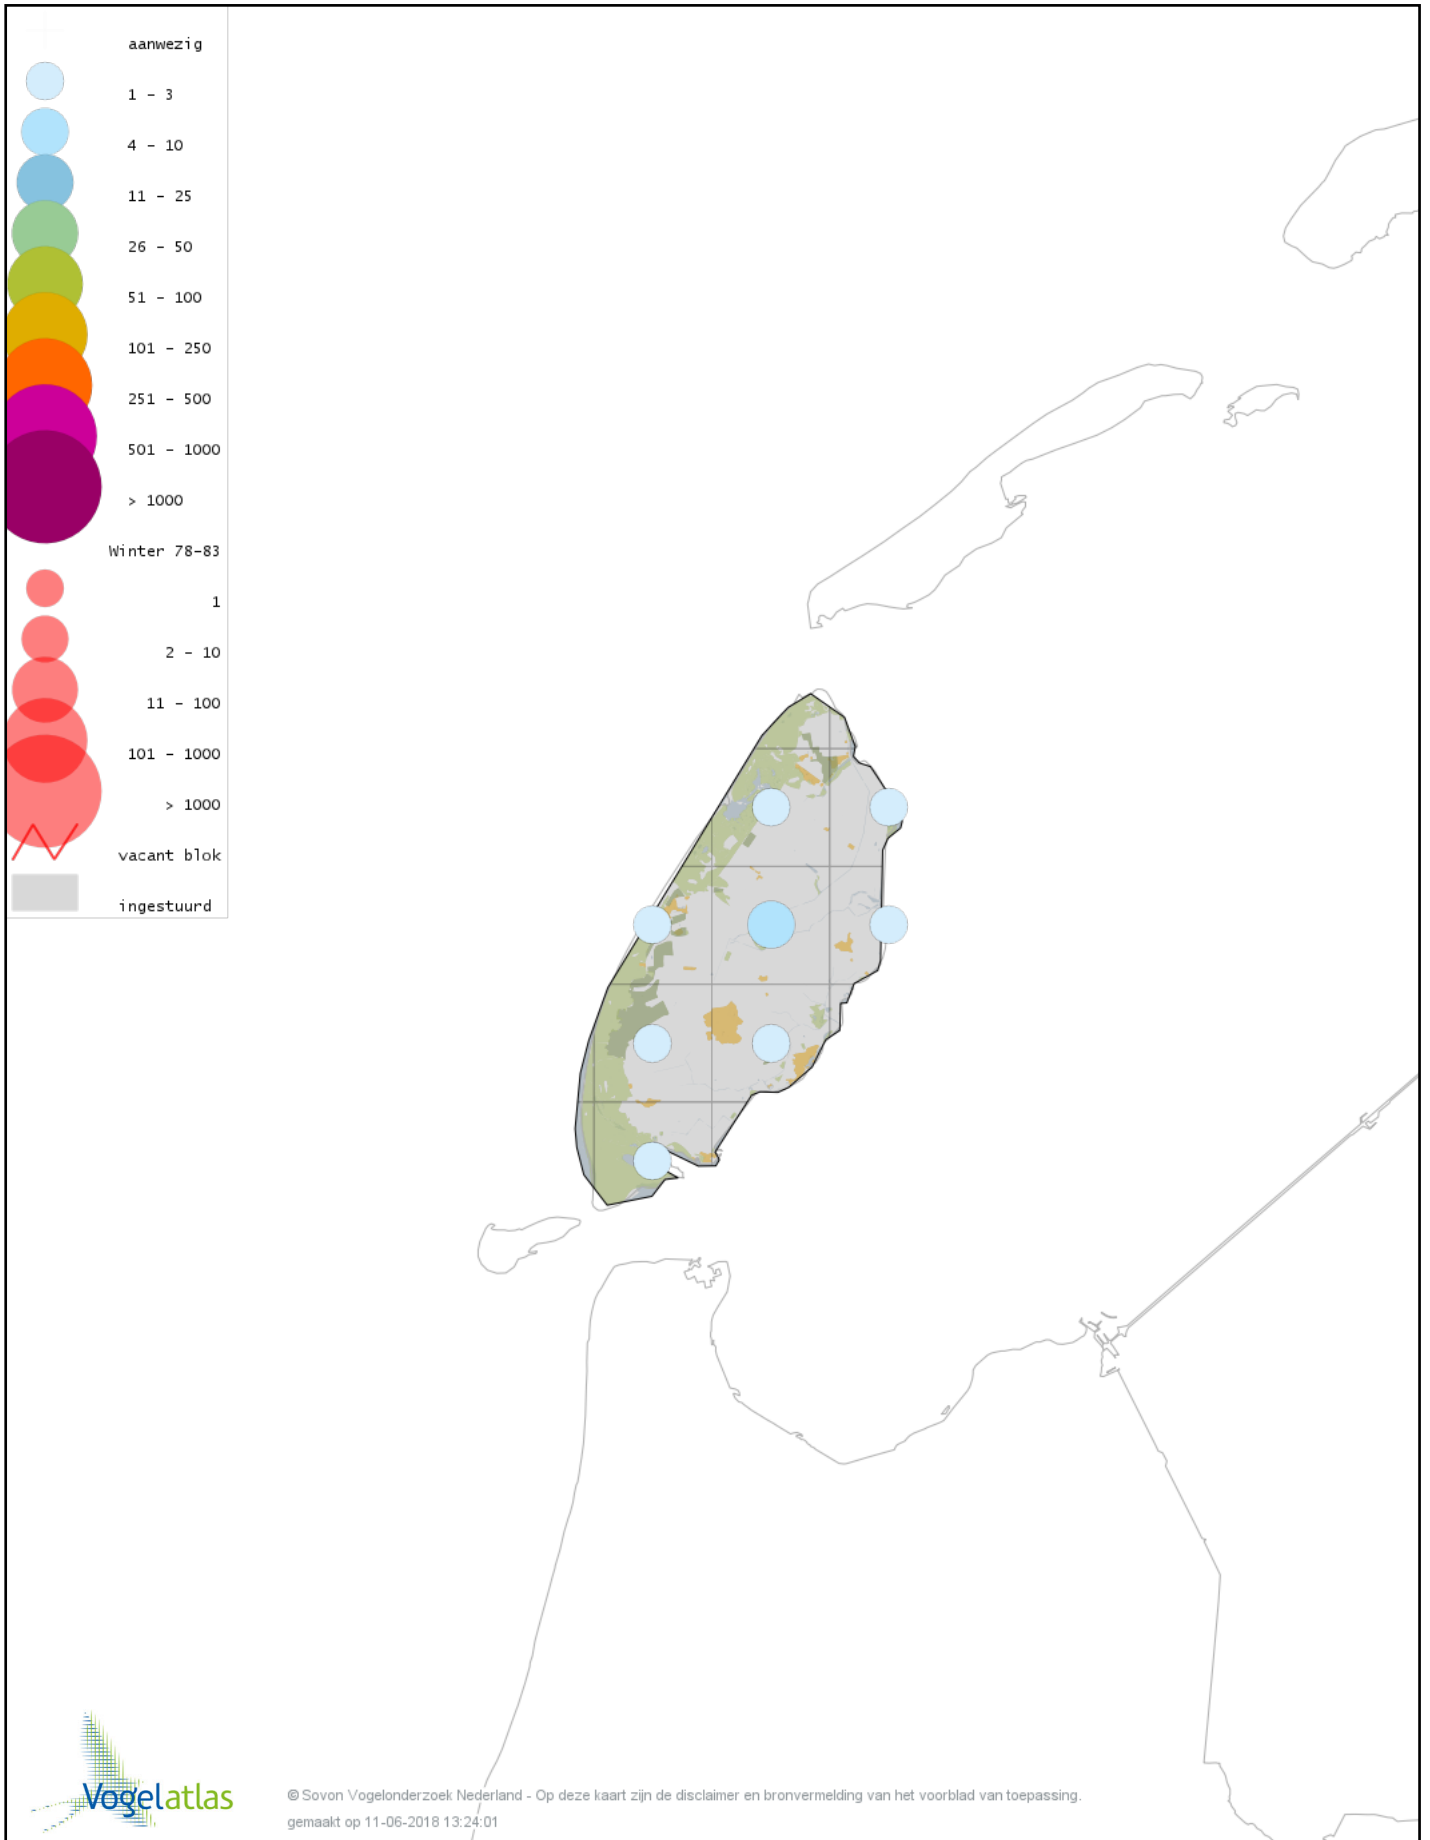 aanwezig
1 - 3
4 - 10
11 - 25
26 - 50
51 - 100
101 - 250
251 - 500
501 - 1000
> 1000
Winter 78-83
1
2 - 10
11 - 100
101 - 1000
> 1000
vacant blok
ingestuurd
Vogelatlas
© Sovon Vogelonderzoek Nederland - Op deze kaart zijn de disclaimer en bronvermelding van het voorblad van toepassing.
gemaakt op 11-06-2018 13:24:01